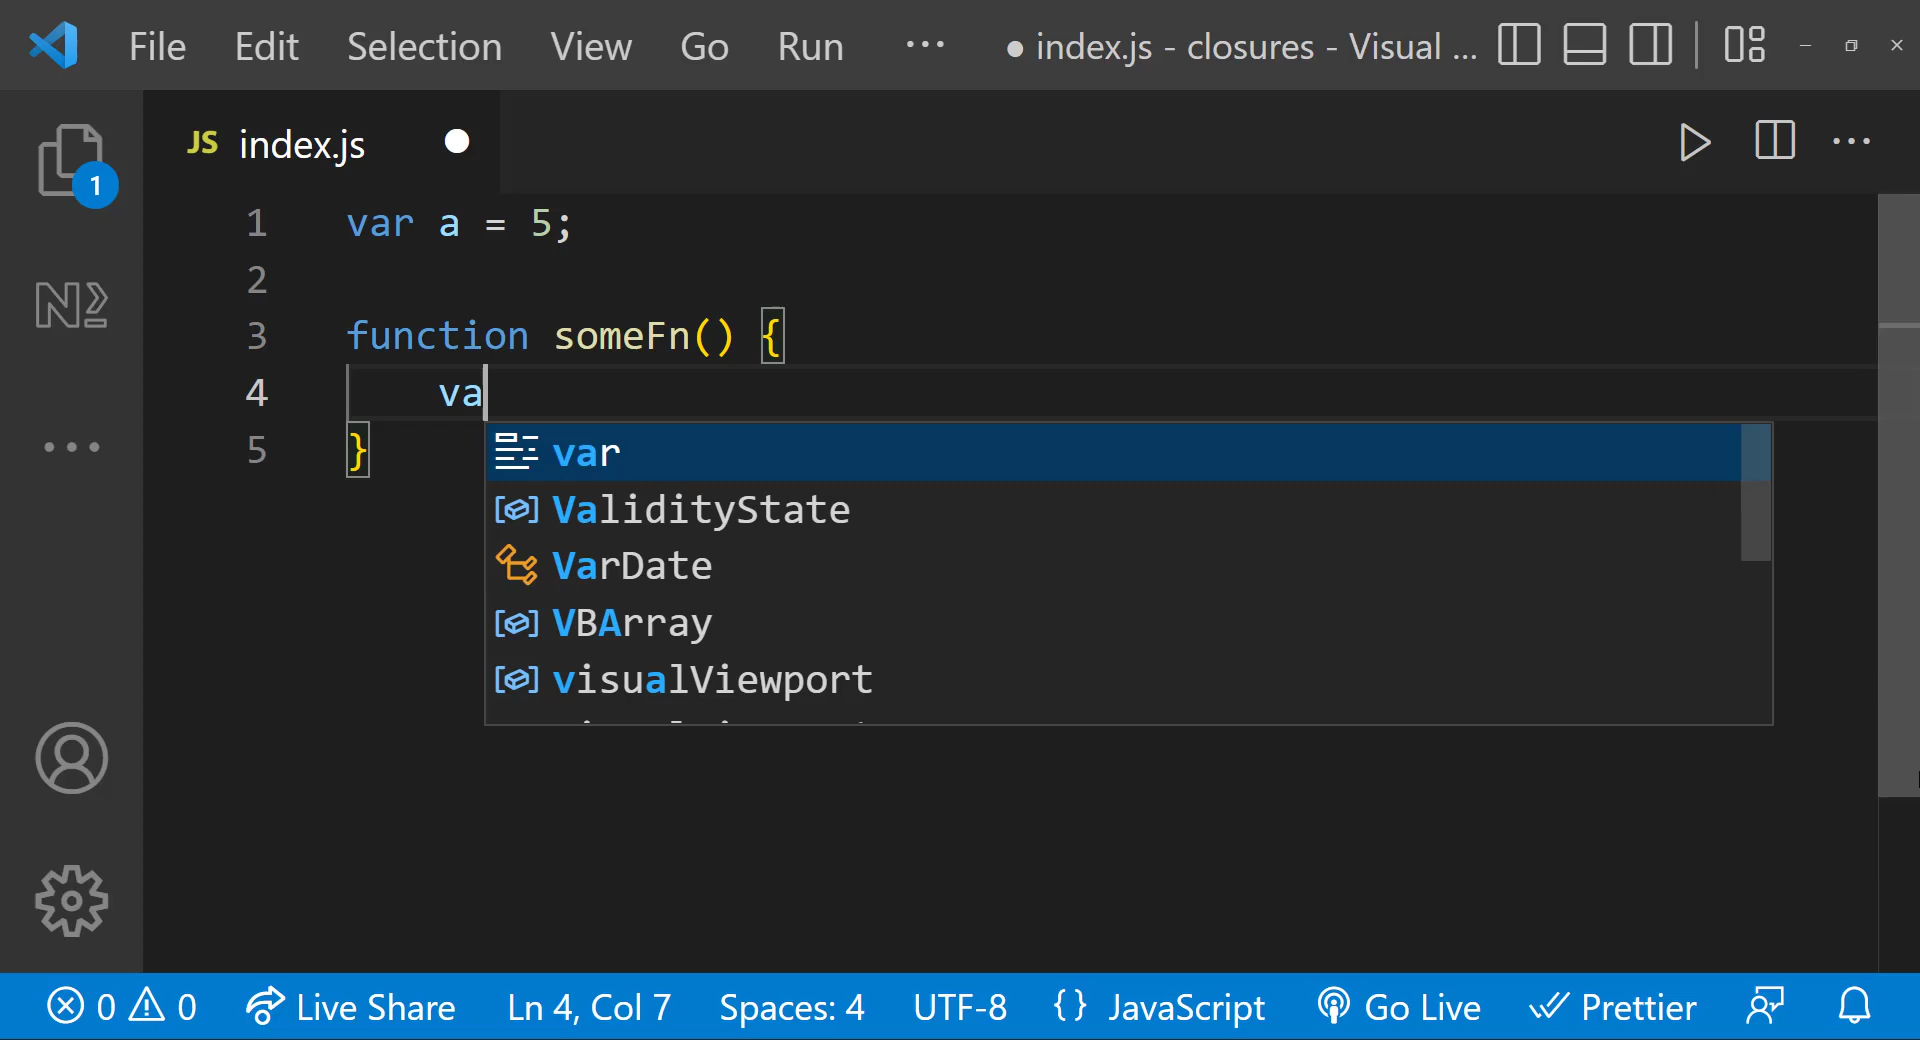 File Edit Selection View Go Run ··· ● index.js - closures - Visual ...
JS index.js ●
1
1 var a = 5;
2
3 function someFn() {
4 va
5 }
var
ValidityState
VarDate
VBArray
visualViewport
0 0 Live Share Ln 4, Col 7 Spaces: 4 UTF-8 { } JavaScript Go Live Prettier